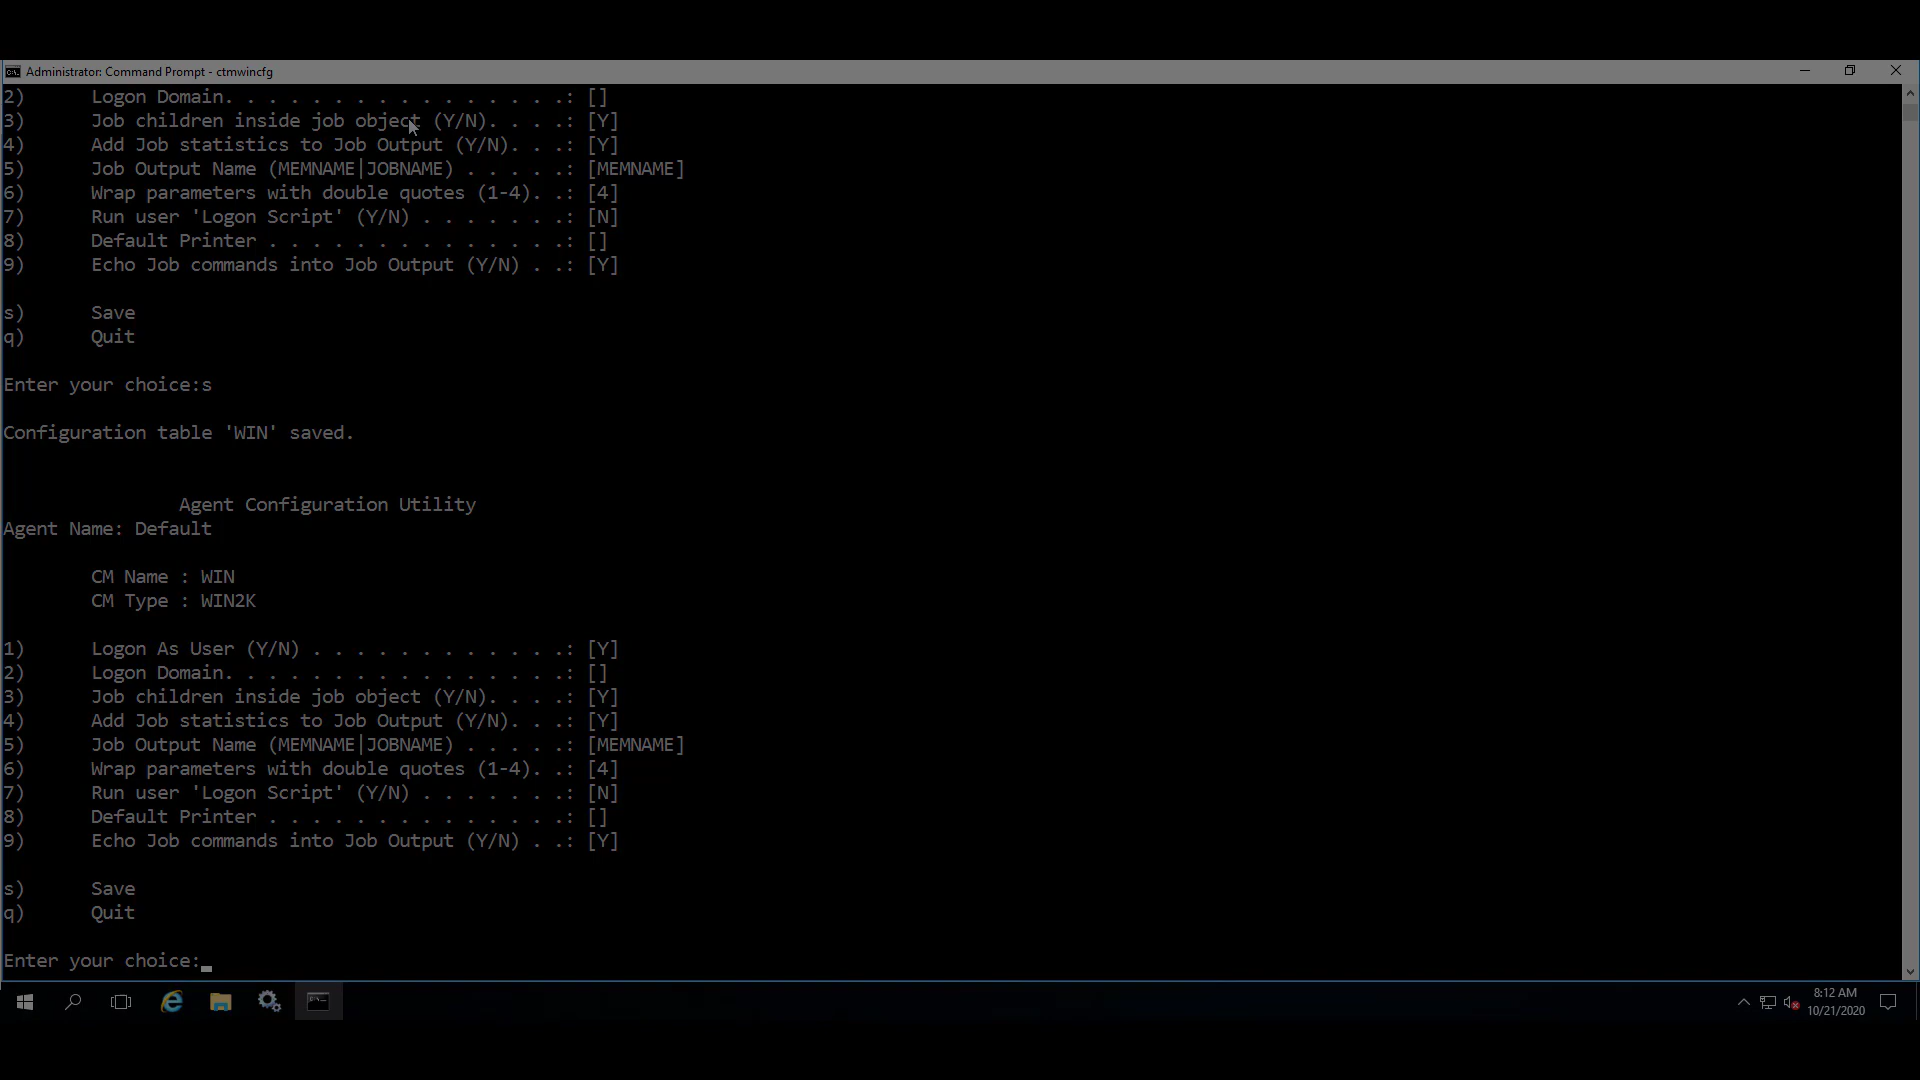 Administrator: Command Prompt - ctmwincfg
2) Logon Domain. . . . . . . . . . . . . . . .: []
3) Job children inside job object (Y/N). . . .: [Y]
4) Add Job statistics to Job Output (Y/N). . .: [Y]
5) Job Output Name (MEMNAME|JOBNAME) . . . . .: [MEMNAME]
6) Wrap parameters with double quotes (1-4). .: [4]
7) Run user 'Logon Script' (Y/N) . . . . . . .: [N]
8) Default Printer . . . . . . . . . . . . . .: []
9) Echo Job commands into Job Output (Y/N) . .: [Y]
s) Save
q) Quit
Enter your choice:s
Configuration table 'WIN' saved.
Agent Configuration Utility
Agent Name: Default
CM Name : WIN
CM Type : WIN2K
1) Logon As User (Y/N) . . . . . . . . . . . .: [Y]
2) Logon Domain. . . . . . . . . . . . . . . .: []
3) Job children inside job object (Y/N). . . .: [Y]
4) Add Job statistics to Job Output (Y/N). . .: [Y]
5) Job Output Name (MEMNAME|JOBNAME) . . . . .: [MEMNAME]
6) Wrap parameters with double quotes (1-4). .: [4]
7) Run user 'Logon Script' (Y/N) . . . . . . .: [N]
8) Default Printer . . . . . . . . . . . . . .: []
9) Echo Job commands into Job Output (Y/N) . .: [Y]
s) Save
q) Quit
Enter your choice:
8:12 AM
10/21/2020